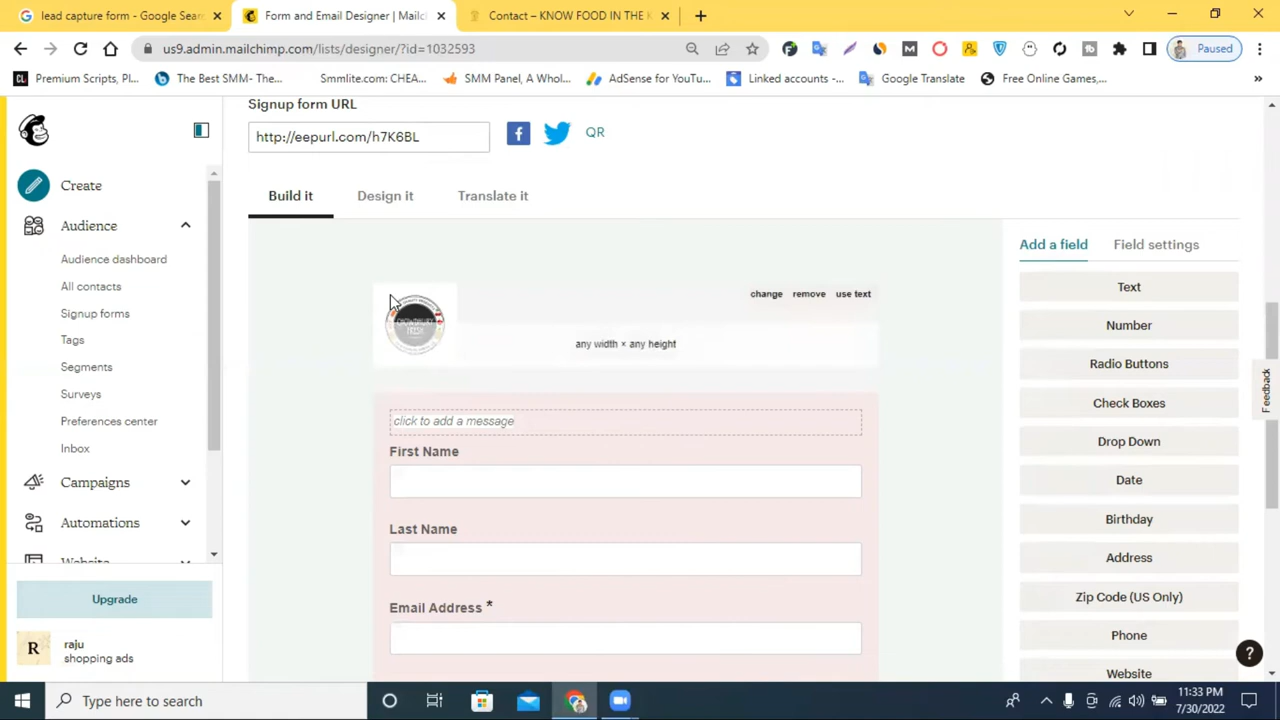 lead capture form - Google Sear
Form and Email Designer | Mailc
Contact – KNOW FOOD IN THE K
us9.admin.mailchimp.com/lists/designer/?id=1032593
Paused
Premium Scripts, Pl...
The Best SMM- The...
Smmlite.com: CHEA...
SMM Panel, A Whol...
AdSense for YouTu...
Linked accounts -...
Google Translate
Free Online Games,...
Signup form URL
http://eepurl.com/h7K6BL
QR
Create
Build it
Design it
Translate it
Audience
Audience dashboard
All contacts
Signup forms
Tags
Segments
Surveys
Preferences center
Inbox
Campaigns
Automations
Website
Upgrade
R
raju
shopping ads
change
remove
use text
any width × any height
click to add a message
First Name
Last Name
Email Address *
Add a field
Field settings
Text
Number
Radio Buttons
Check Boxes
Drop Down
Date
Birthday
Address
Zip Code (US Only)
Phone
Website
Feedback
?
Type here to search
11:33 PM
7/30/2022